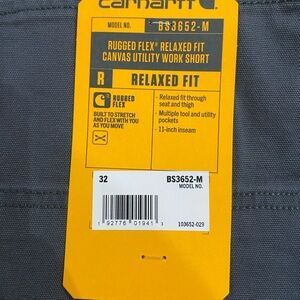 carhartt
MODEL NO. BS3652-M
RUGGED FLEX® RELAXED FIT
CANVAS UTILITY WORK SHORT
R RELAXED FIT
RUGGED
FLEX
BUILT TO STRETCH
AND FLEX WITH YOU
AS YOU MOVE
- Relaxed fit through
seat and thigh
- Multiple tool and utility
pockets
- 11-inch inseam
32 BS3652-M
MODEL NO.
1 92776 01941 3
103652-029